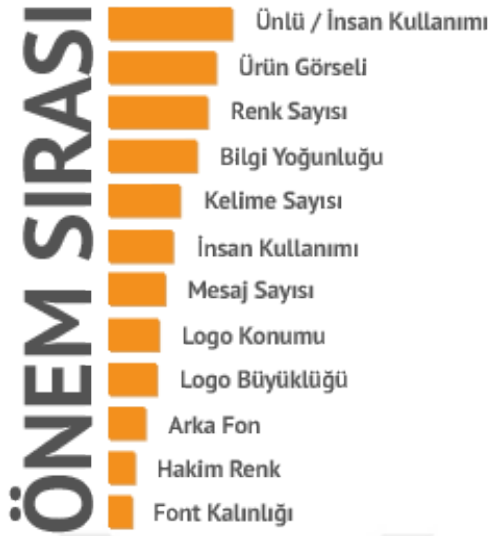 ÖNEM SIRASI
Ünlü / İnsan Kullanımı
Ürün Görseli
Renk Sayısı
Bilgi Yoğunluğu
Kelime Sayısı
İnsan Kullanımı
Mesaj Sayısı
Logo Konumu
Logo Büyüklüğü
Arka Fon
Hakim Renk
Font Kalınlığı